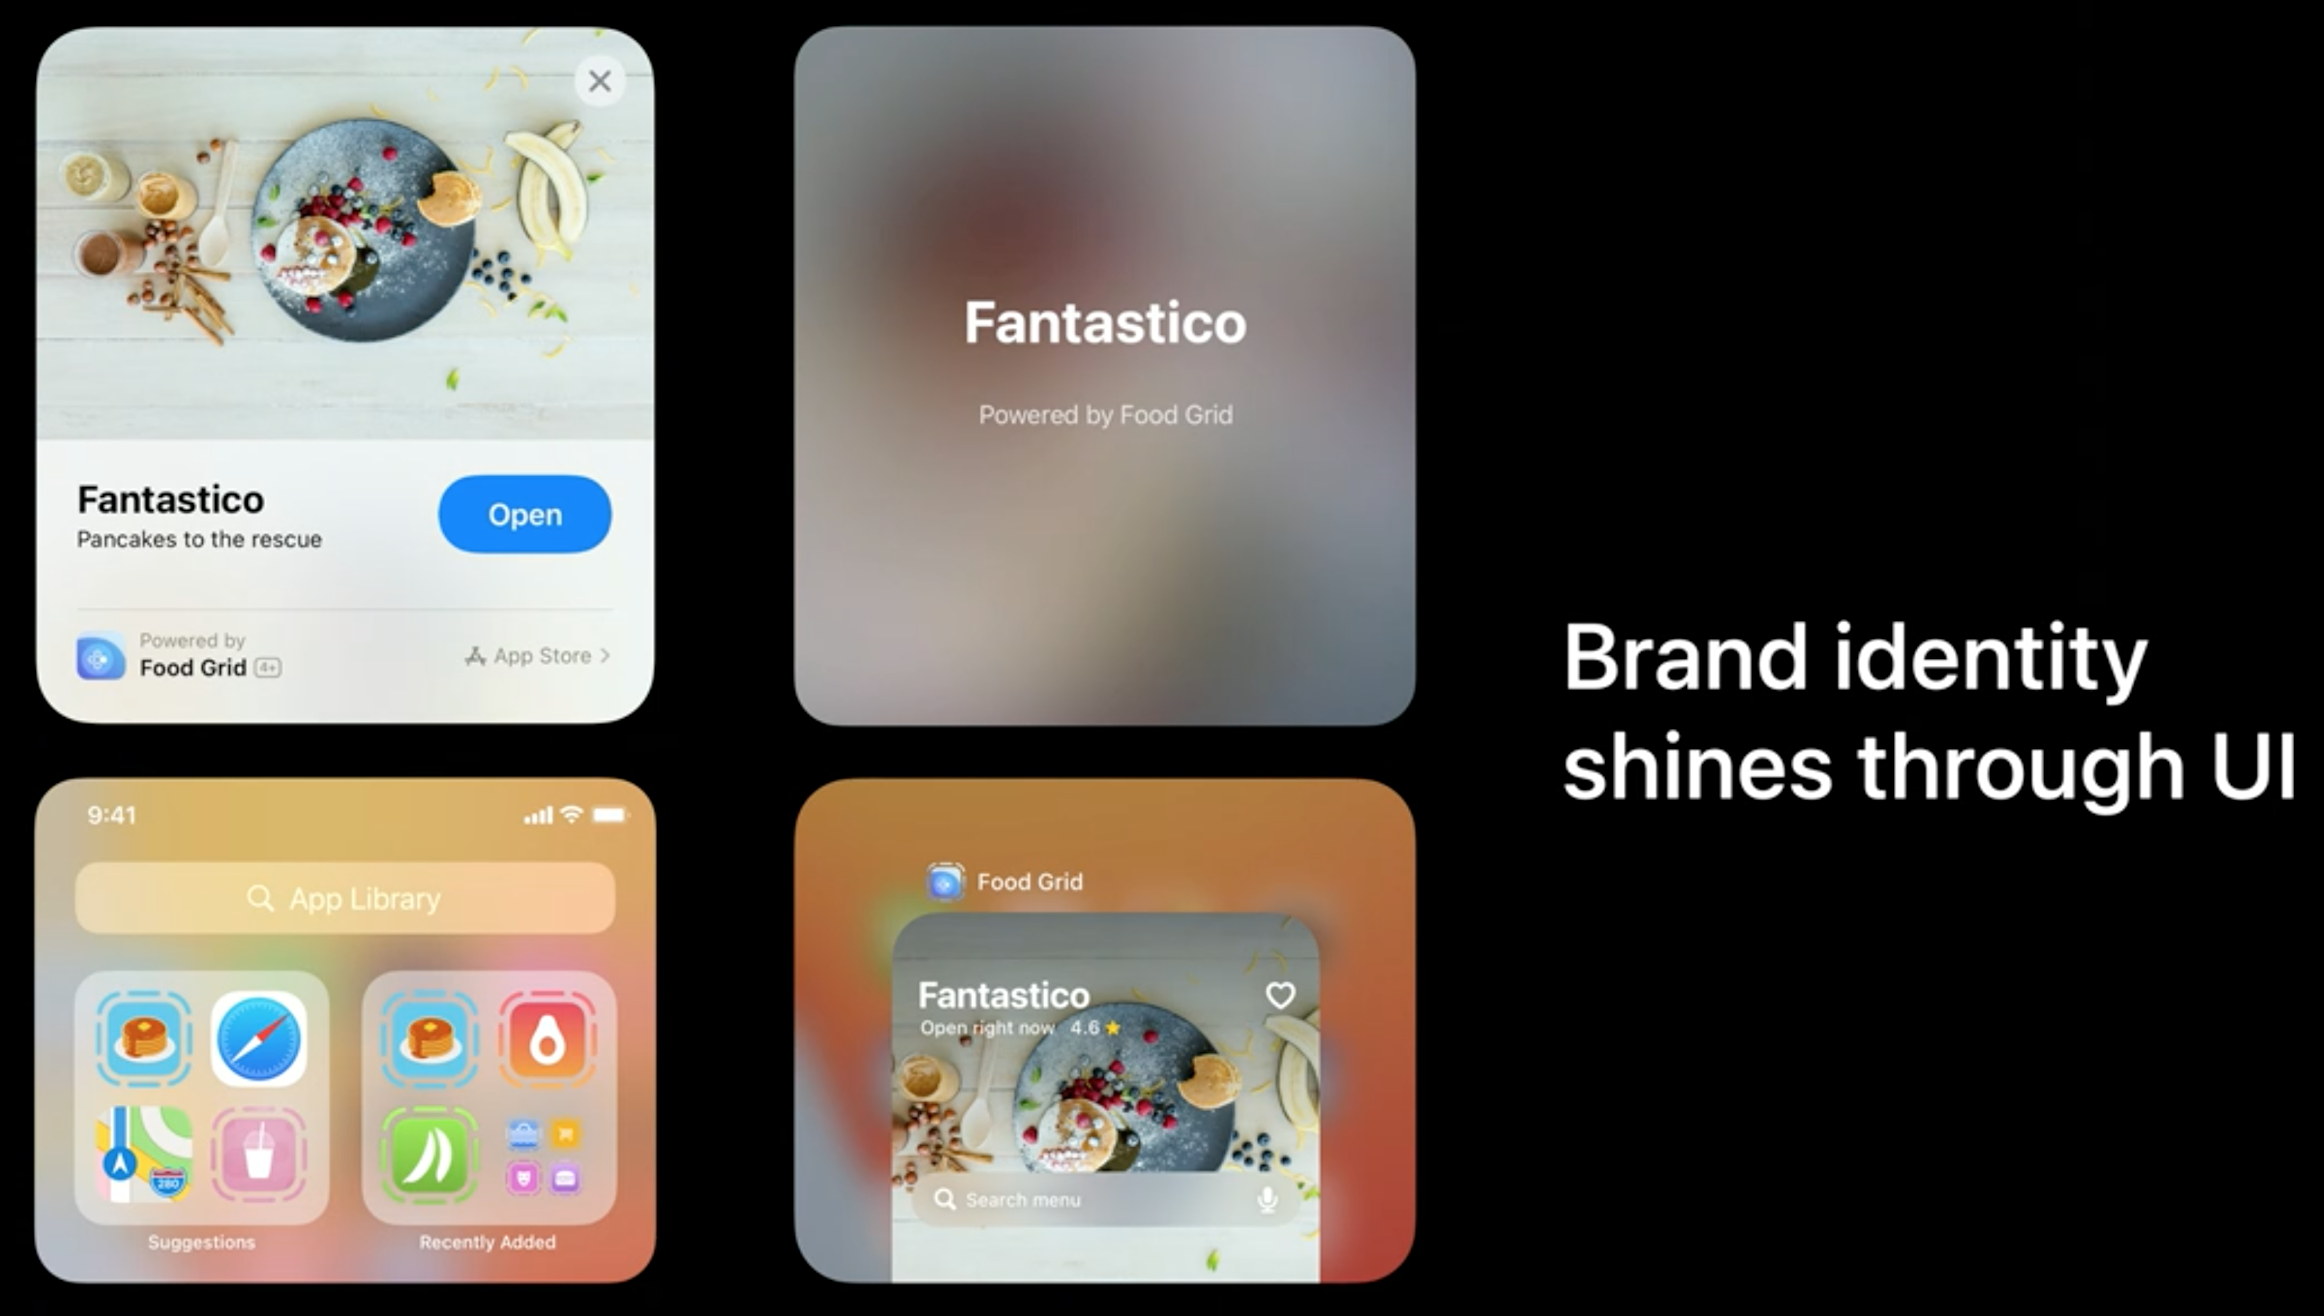 Fantastico
Pancakes to the rescue
Open
Powered by
Food Grid 4+
App Store >
Fantastico
Powered by Food Grid
9:41
App Library
280
Suggestions
Recently Added
Food Grid
Fantastico
Open right now 4.6 ★
Search menu
Brand identity
shines through UI